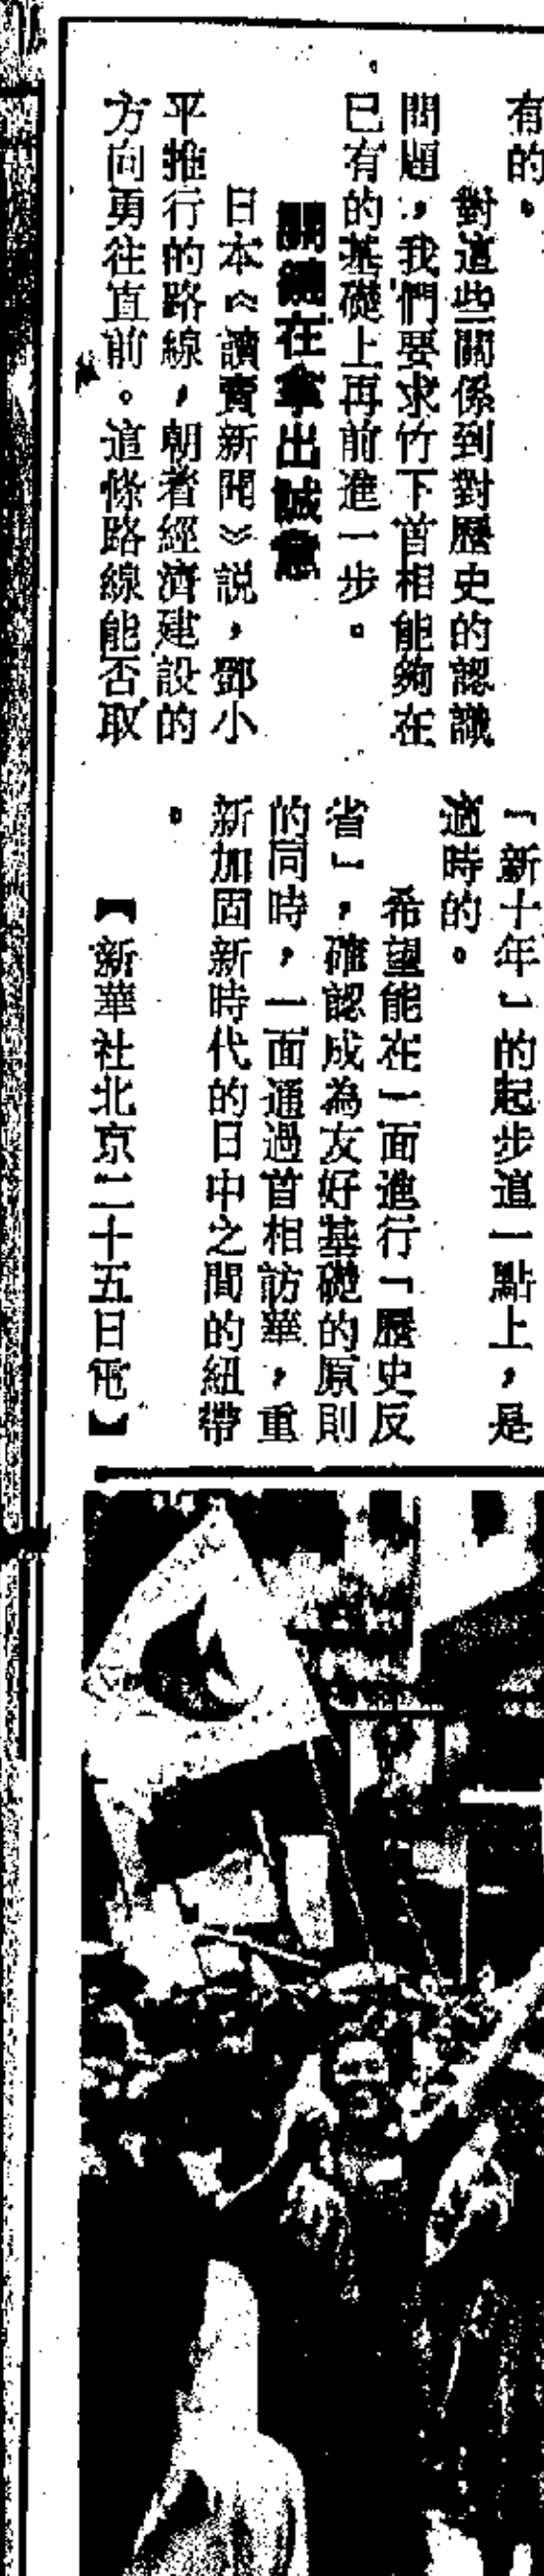 有的。
對這些關係到對歷史的認識
問題，我們要求竹下首相能夠在
已有的基礎上再前進一步。
關鍵在拿出誠意
日本《讀賣新聞》説，鄧小
平推行的路線，朝着經濟建設的
方向勇往直前。這條路線能否取
「新十年」的起步這一點上，是
適時的。
希望能在一面進行「歷史反
省」，確認成為友好基礎的原則
的同時，一面通過首相訪華，重
新加固新時代的日中之間的紐帶
。
【新華社北京二十五日電】